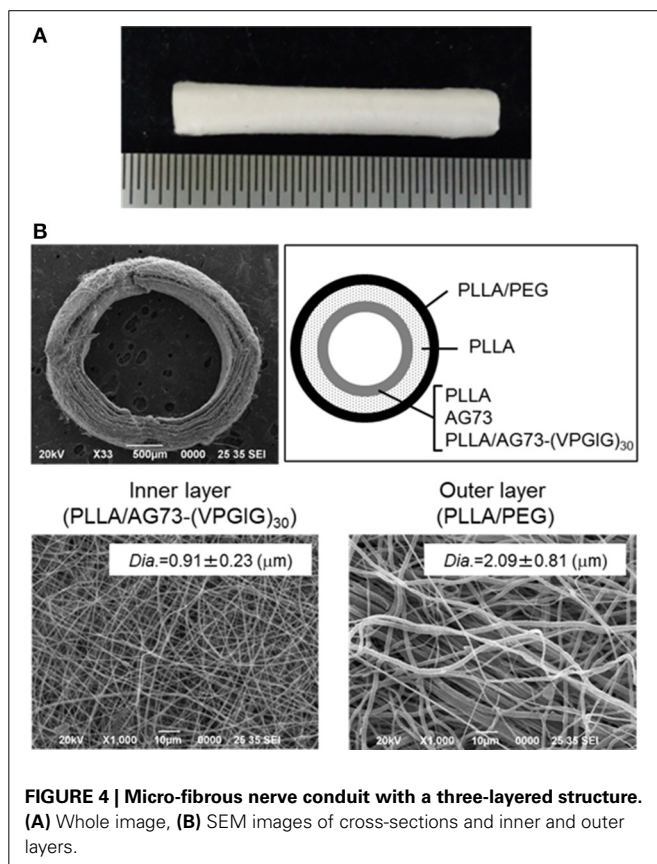 A
B
PLLA/PEG
PLLA
PLLA
AG73
PLLA/AG73-(VPGIG)30
20kV X33 500μm 0000 25 35 SEI
Inner layer
(PLLA/AG73-(VPGIG)30)
Dia.=0.91±0.23 (μm)
20kV X1,000 10μm 0000 25 35 SEI
Outer layer
(PLLA/PEG)
Dia.=2.09±0.81 (μm)
20kV X1,000 10μm 0000 25 35 SEI
FIGURE 4 | Micro-fibrous nerve conduit with a three-layered structure.
(A) Whole image, (B) SEM images of cross-sections and inner and outer
layers.